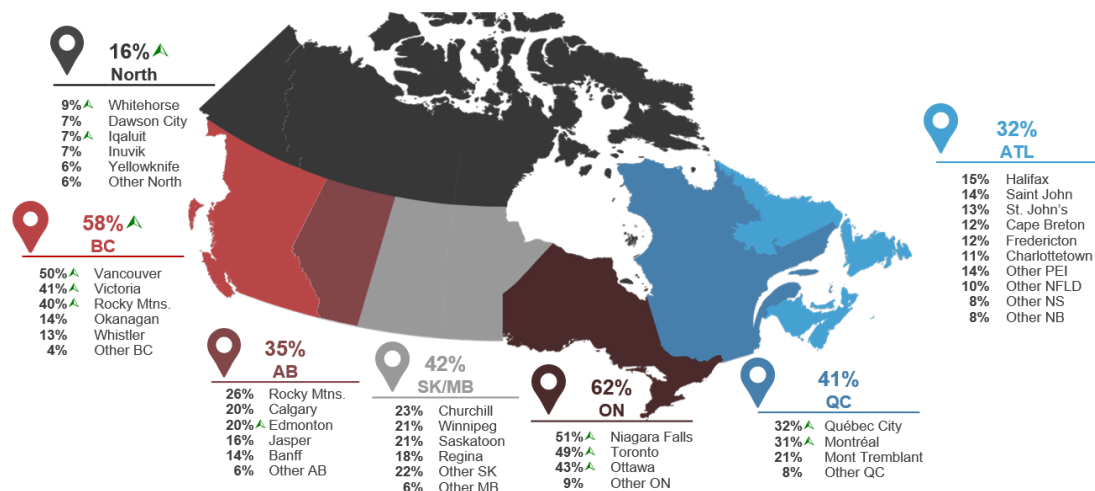 16%
North
9% Whitehorse
7% Dawson City
7% Iqaluit
7% Inuvik
6% Yellowknife
6% Other North
58%
BC
50% Vancouver
41% Victoria
40% Rocky Mtns.
14% Okanagan
13% Whistler
4% Other BC
35%
AB
26% Rocky Mtns.
20% Calgary
20% Edmonton
16% Jasper
14% Banff
6% Other AB
42%
SK/MB
23% Churchill
21% Winnipeg
21% Saskatoon
18% Regina
22% Other SK
6% Other MB
62%
ON
51% Niagara Falls
49% Toronto
43% Ottawa
9% Other ON
41%
QC
32% Québec City
31% Montréal
21% Mont Tremblant
8% Other QC
32%
ATL
15% Halifax
14% Saint John
13% St. John's
12% Cape Breton
12% Fredericton
11% Charlottetown
14% Other PEI
10% Other NFLD
8% Other NS
8% Other NB